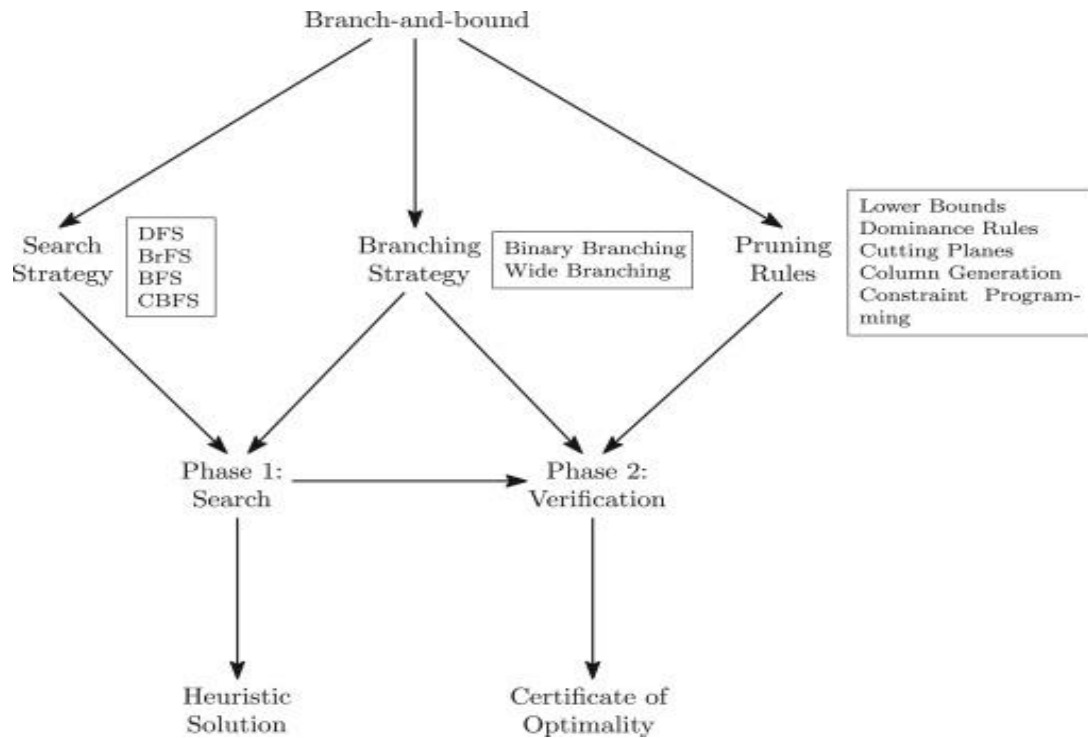 Branch-and-bound
Search
Strategy
DFS
BrFS
BFS
CBFS
Branching
Strategy
Binary Branching
Wide Branching
Pruning
Rules
Lower Bounds
Dominance Rules
Cutting Planes
Column Generation
Constraint Program-
ming
Phase 1:
Search
Phase 2:
Verification
Heuristic
Solution
Certificate of
Optimality